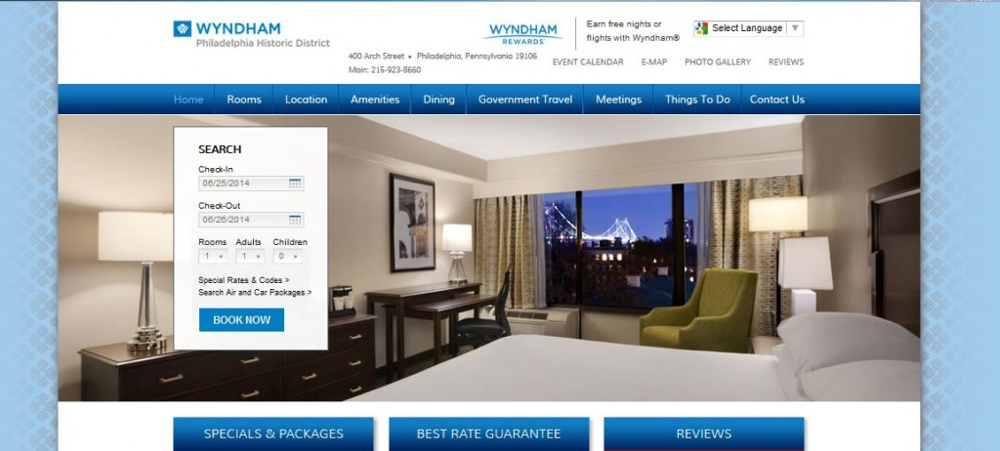 WYNDHAM
Philadelphia Historic District
400 Arch Street • Philadelphia, Pennsylvania 19106
Main: 215-923-8660
WYNDHAM
REWARDS
Earn free nights or
flights with Wyndham®
Select Language ▼
EVENT CALENDAR E-MAP PHOTO GALLERY REVIEWS
Home Rooms Location Amenities Dining Government Travel Meetings Things To Do Contact Us
SEARCH
Check-In
06/25/2014
Check-Out
06/26/2014
Rooms Adults Children
1 1 0
Special Rates & Codes >
Search Air and Car Packages >
BOOK NOW
SPECIALS & PACKAGES BEST RATE GUARANTEE REVIEWS